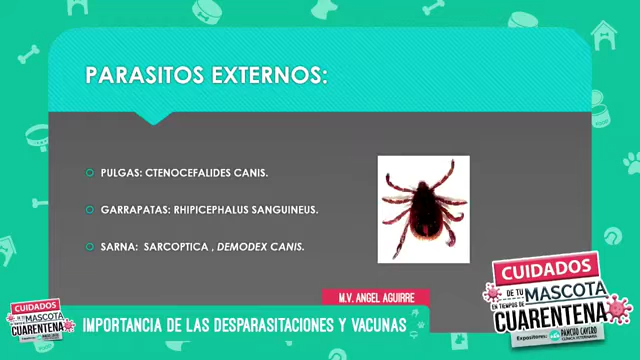 PARASITOS EXTERNOS:
PULGAS: CTENOCEFALIDES CANIS.
GARRAPATAS: RHIPICEPHALUS SANGUINEUS.
SARNA: SARCOPTICA , DEMODEX CANIS.
M.V. ANGEL AGUIRRE
IMPORTANCIA DE LAS DESPARASITACIONES Y VACUNAS
CUIDADOS
DE TU
MASCOTA
EN TIEMPOS DE
CUARENTENA
Expositores: PANCHO CAVERO
CLÍNICA VETERINARIA
CUIDADOS
DE TU
MASCOTA
EN TIEMPOS DE
CUARENTENA